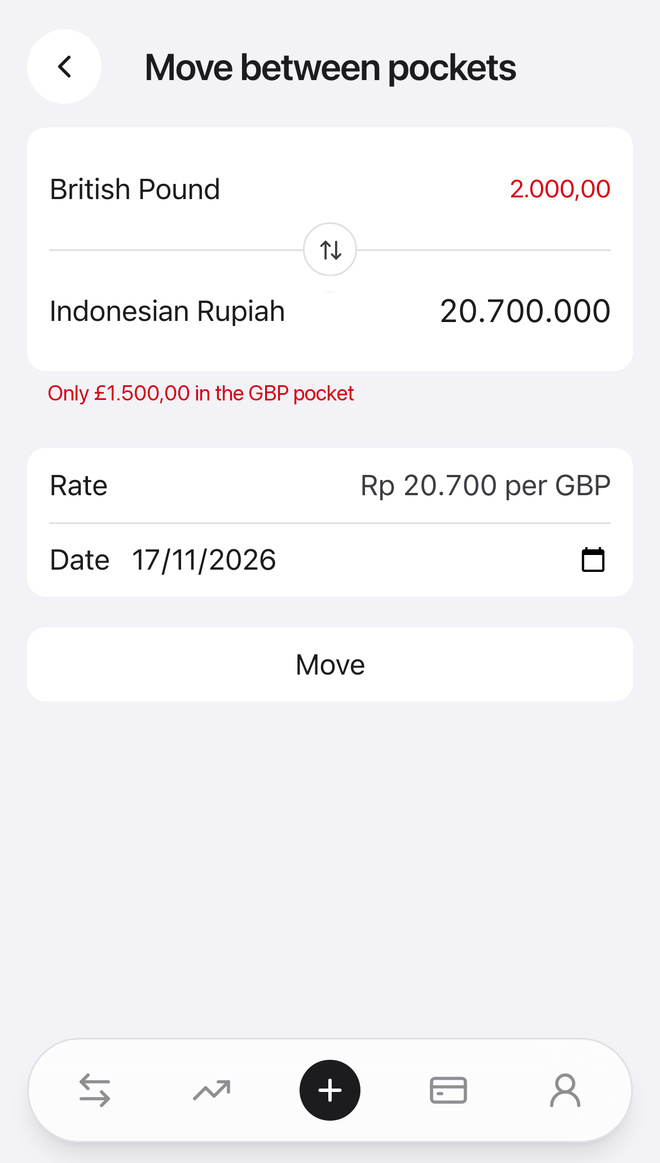 Move between pockets
British Pound 2.000,00
Indonesian Rupiah 20.700.000
Only £1.500,00 in the GBP pocket
Rate Rp 20.700 per GBP
Date 17/11/2026
Move